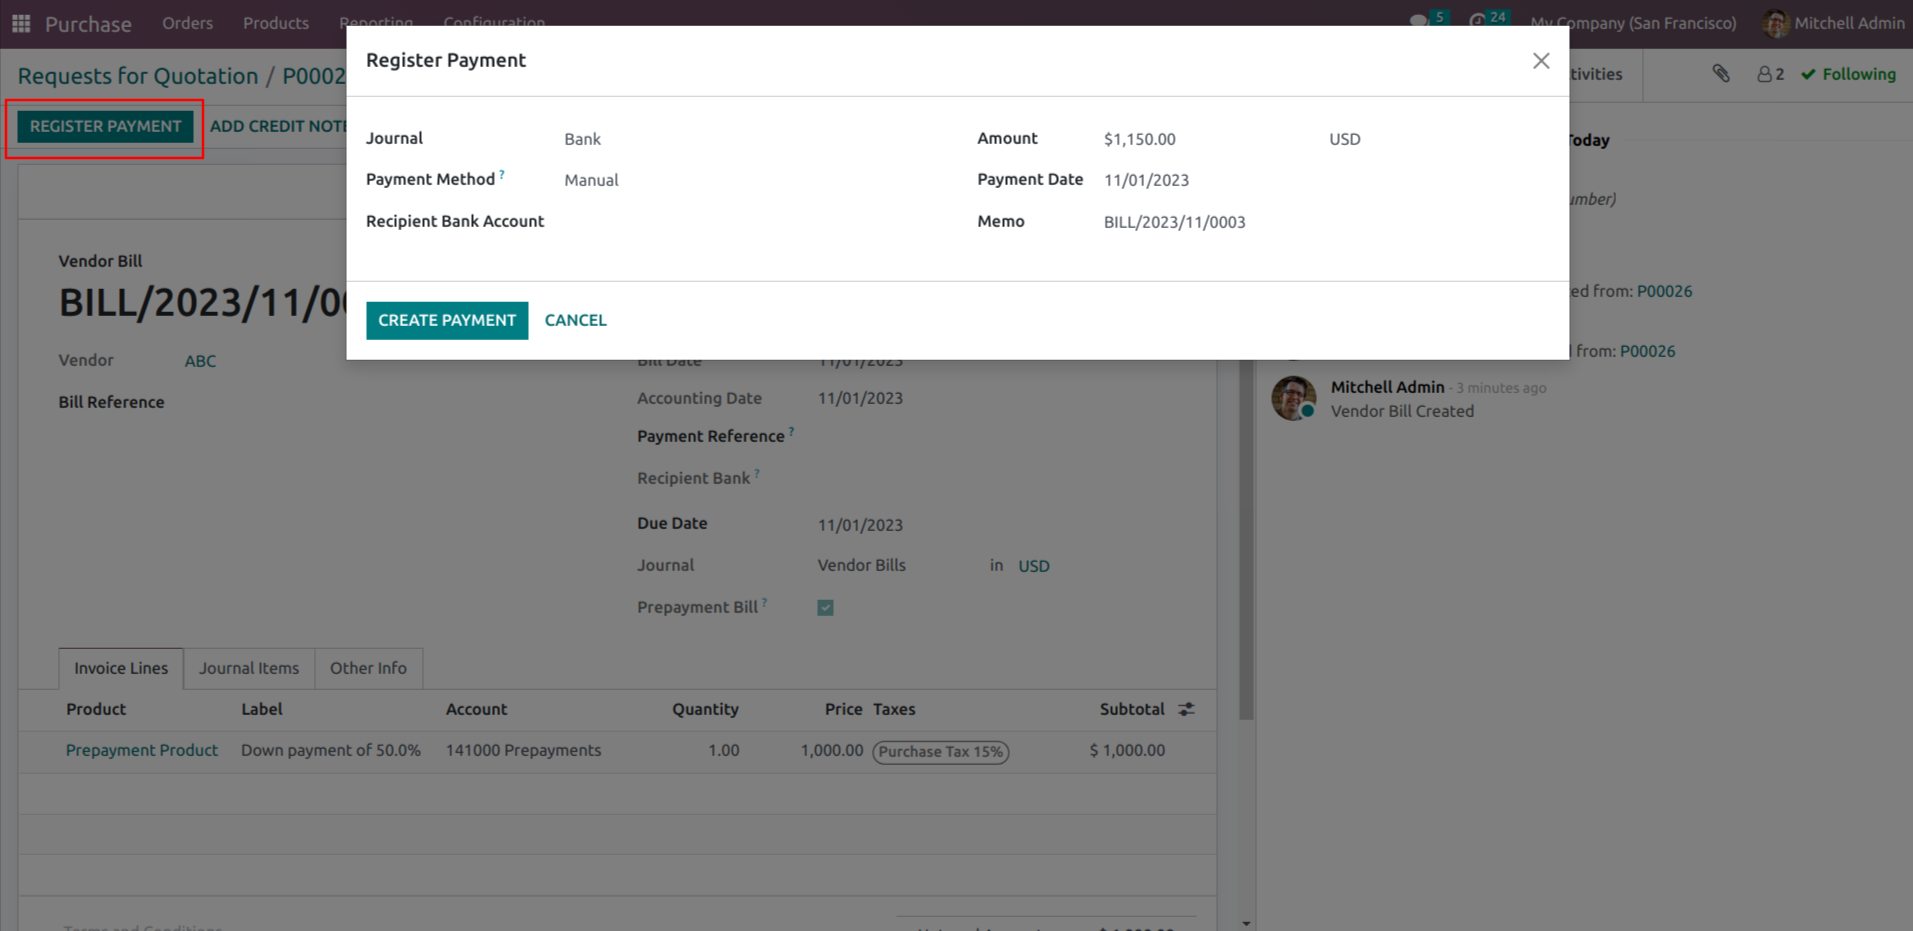 Purchase Orders Products Reporting Configuration 5 24 My Company (San Francisco) Mitchell Admin
Requests for Quotation / P0002
tivities 2 Following
REGISTER PAYMENT ADD CREDIT NOTE
Register Payment
Journal Bank Amount $1,150.00 USD
Payment Method ? Manual Payment Date 11/01/2023
Recipient Bank Account Memo BILL/2023/11/0003
CREATE PAYMENT CANCEL
Today
umber)
ed from: P00026
from: P00026
Mitchell Admin - 3 minutes ago
Vendor Bill Created
Vendor Bill
BILL/2023/11/00
Vendor ABC
Bill Date 11/01/2023
Bill Reference
Accounting Date 11/01/2023
Payment Reference ?
Recipient Bank ?
Due Date 11/01/2023
Journal Vendor Bills in USD
Prepayment Bill ?
Invoice Lines Journal Items Other Info
Product Label Account Quantity Price Taxes Subtotal
Prepayment Product Down payment of 50.0% 141000 Prepayments 1.00 1,000.00 Purchase Tax 15% $ 1,000.00
Terms and Conditions